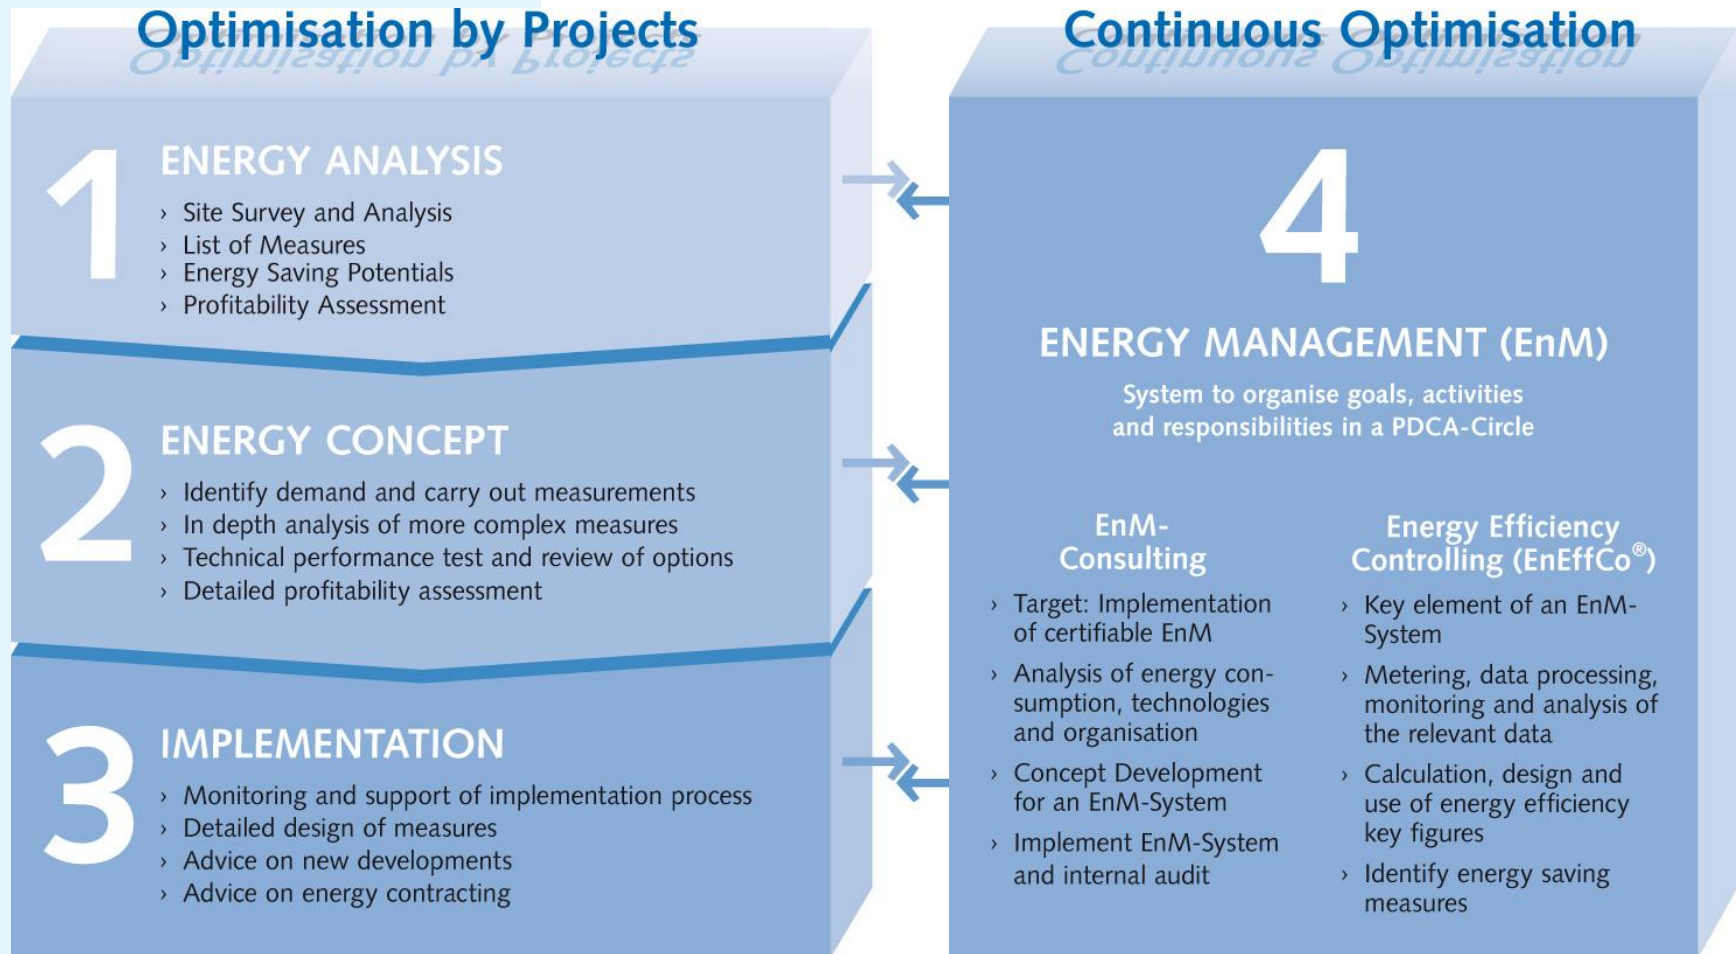 Optimisation by Projects
1
ENERGY ANALYSIS
› Site Survey and Analysis
› List of Measures
› Energy Saving Potentials
› Profitability Assessment
2
ENERGY CONCEPT
› Identify demand and carry out measurements
› In depth analysis of more complex measures
› Technical performance test and review of options
› Detailed profitability assessment
3
IMPLEMENTATION
› Monitoring and support of implementation process
› Detailed design of measures
› Advice on new developments
› Advice on energy contracting
Continuous Optimisation
4
ENERGY MANAGEMENT (EnM)
System to organise goals, activities
and responsibilities in a PDCA-Circle
EnM-
Consulting
› Target: Implementation
of certifiable EnM
› Analysis of energy con-
sumption, technologies
and organisation
› Concept Development
for an EnM-System
› Implement EnM-System
and internal audit
Energy Efficiency
Controlling (EnEffCo®)
› Key element of an EnM-
System
› Metering, data processing,
monitoring and analysis of
the relevant data
› Calculation, design and
use of energy efficiency
key figures
› Identify energy saving
measures